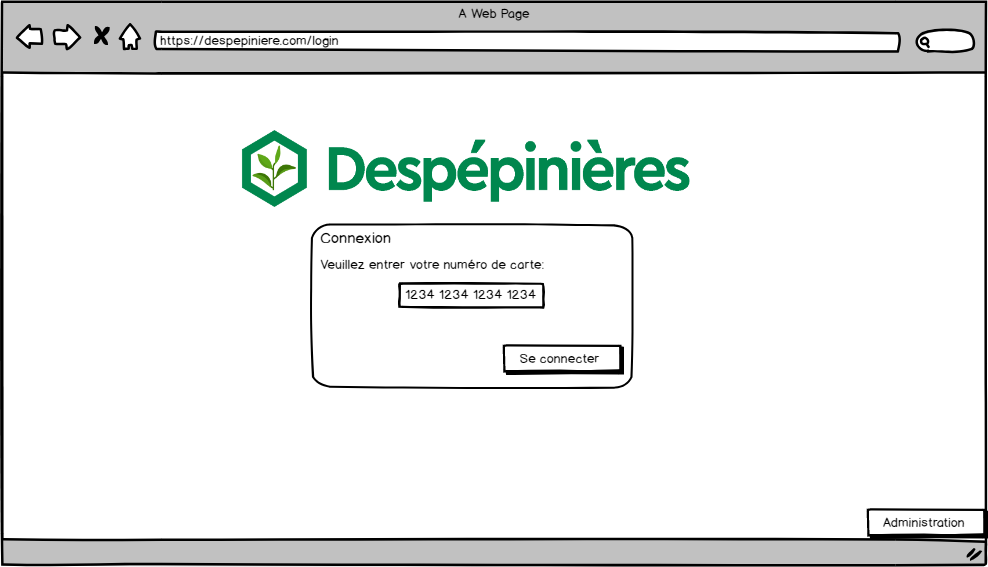 A Web Page
https://despepiniere.com/login
Despépinières
Connexion
Veuillez entrer votre numéro de carte:
1234 1234 1234 1234
Se connecter
Administration